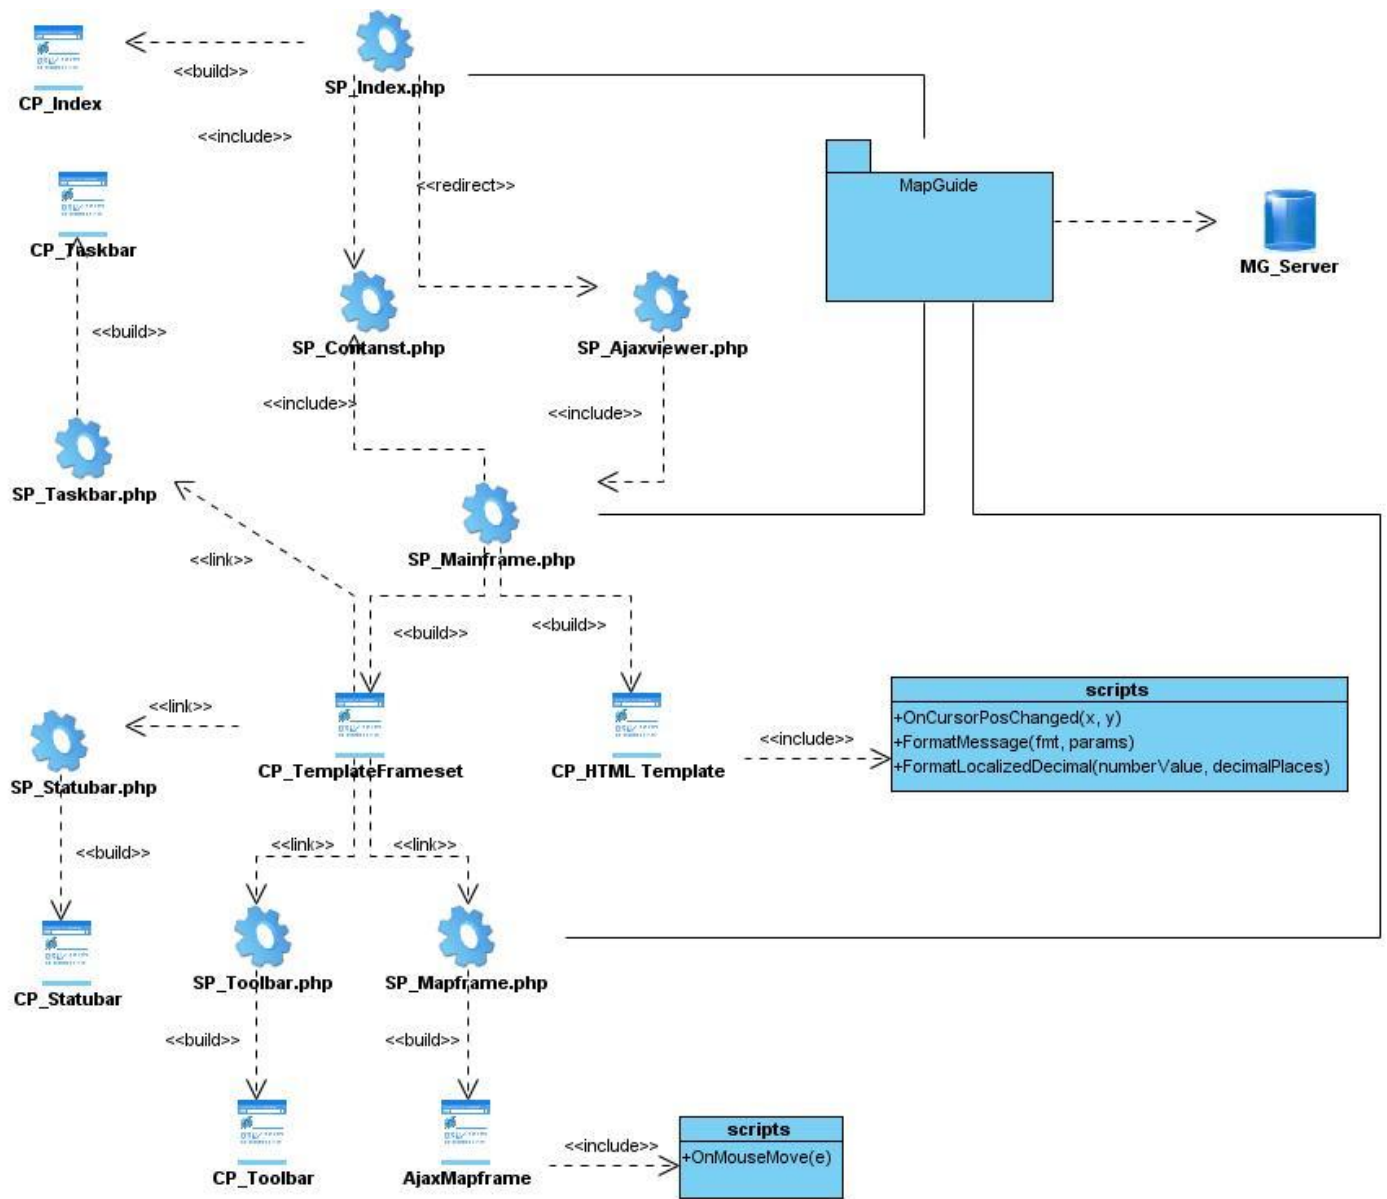 <<build>>
SP_Index.php
CP_Index
<<include>>
<<redirect>>
MapGuide
CP_Taskbar
MG_Server
<<build>>
SP_Contanst.php
SP_Ajaxviewer.php
<<include>>
<<include>>
SP_Taskbar.php
<<link>>
SP_Mainframe.php
<<build>>
<<build>>
scripts
<<link>>
+OnCursorPosChanged(x, y)
<<include>>
+FormatMessage(fmt, params)
+FormatLocalizedDecimal(numberValue, decimalPlaces)
CP_TemplateFrameset
CP_HTML Template
SP_Statubar.php
<<build>>
<<link>>
<<link>>
SP_Toolbar.php
SP_Mapframe.php
CP_Statubar
<<build>>
<<build>>
scripts
<<include>>
+OnMouseMove(e)
CP_Toolbar
AjaxMapframe